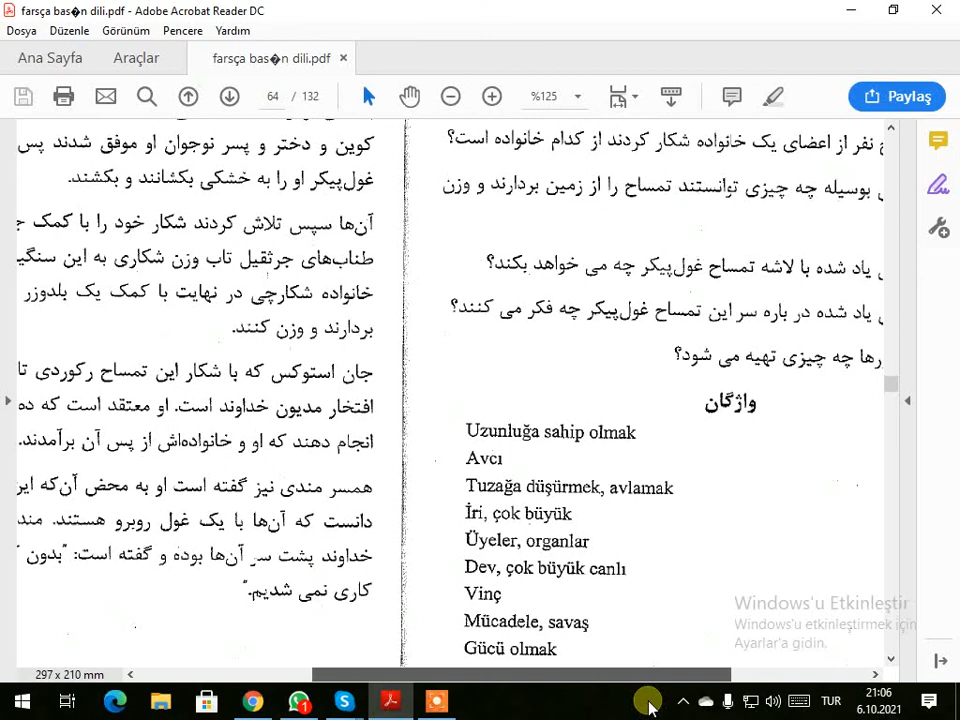 farsça bas�n dili.pdf - Adobe Acrobat Reader DC
Dosya Düzenle Görünüm Pencere Yardım
Ana Sayfa Araçlar farsça bas�n dili.pdf ×
64 / 132 %125 Paylaş
نفر از اعضای یک خانواده شکار کردند از کدام خانواده است؟
بوسیله چه چیزی توانستند تمساح را از زمین بردارند و وزن
یاد شده با لاشه تمساح غول‌پیکر چه می خواهد بکند؟
یاد شده در باره سر این تمساح غول‌پیکر چه فکر می کنند؟
چه چیزی تهیه می شود؟
واژگان
Uzunluğa sahip olmak
Avcı
Tuzağa düşürmek, avlamak
İri, çok büyük
Üyeler, organlar
Dev, çok büyük canlı
Vinç
Mücadele, savaş
Gücü olmak
کوین و دختر و پسر نوجوان او موفق شدند پس
غول‌پیکر او را به خشکی بکشانند و بکشند.
آن‌ها سپس تلاش کردند شکار خود را با کمک
طناب‌های جرثقیل تاب وزن شکاری به این
خانواده شکارچی در نهایت با کمک یک بلدوزر
بردارند و وزن کنند.
جان استوکس که با شکار این تمساح رکوردی
افتخار مدیون خداوند است. او معتقد است که
انجام دهند که او و خانواده‌اش از پس آن برآمدند.
همسر مندی نیز گفته است او به محض آن‌که
دانست که آن‌ها با یک غول روبرو هستند.
خداوند پشت سر آن‌ها بوده و گفته است: "بدون
کاری نمی شدیم."
Windows'u Etkinleştir
Windows'u etkinleştirmek için
Ayarlar'a gidin.
297 x 210 mm
TUR
21:06
6.10.2021